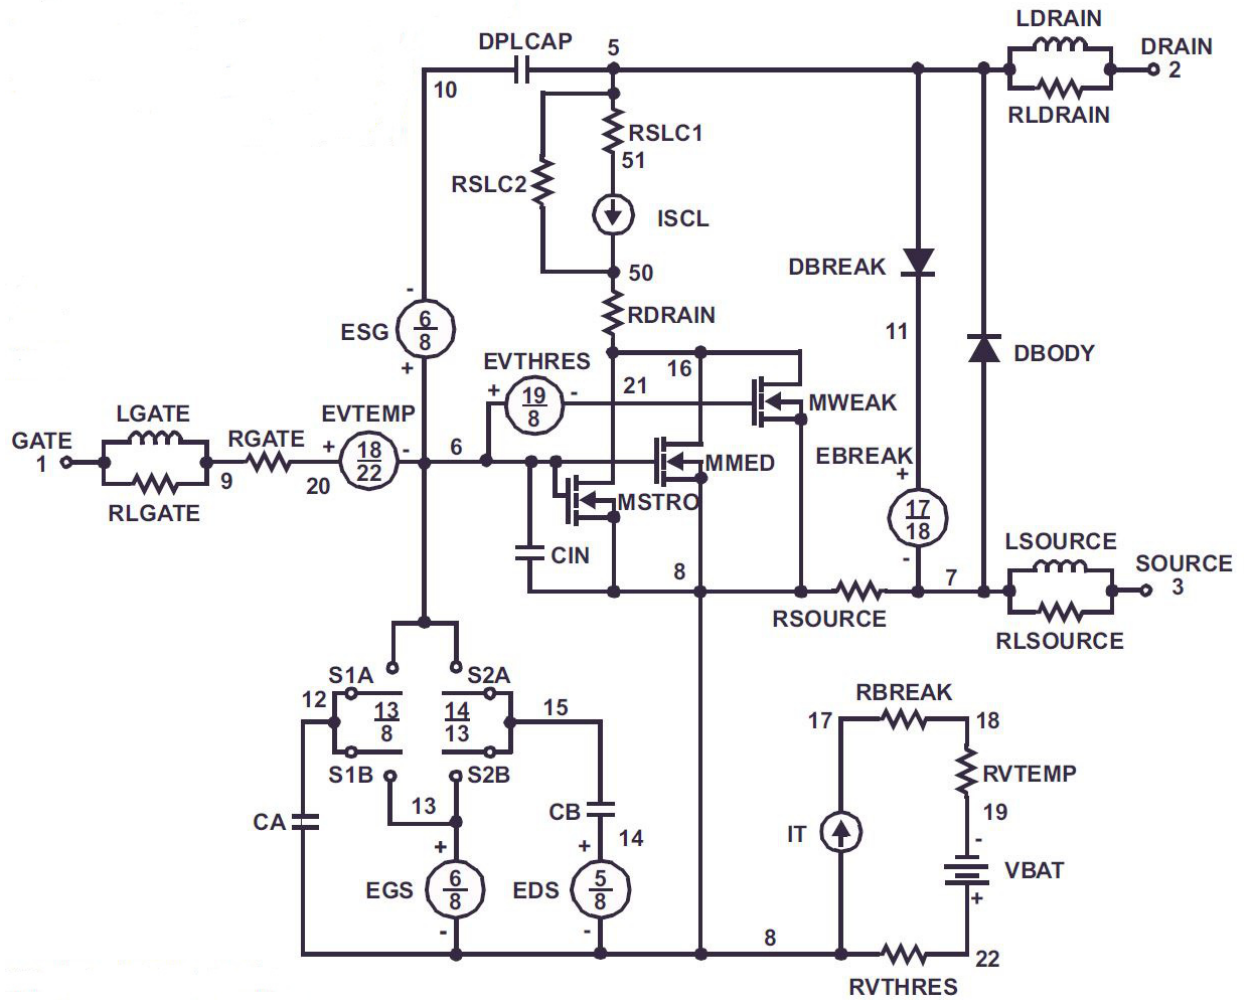 LDRAIN
DPLCAP
5
DRAIN
2
10
RLDRAIN
RSLC1
51
RSLC2
ISCL
DBREAK
50
-
ESG
6
8
+
RDRAIN
11
DBODY
EVTHRES
16
+
19
8
-
21
MWEAK
LGATE
EVTEMP
GATE
1
RGATE
+
18
22
-
6
EBREAK
+
MMED
9
20
RLGATE
MSTRO
17
18
-
CIN
LSOURCE
8
7
SOURCE
3
RSOURCE
RLSOURCE
S1A
S2A
12
13
8
14
13
15
RBREAK
17
18
S1B
S2B
RVTEMP
13
CB
19
CA
14
+
+
IT
-
VBAT
EGS
6
8
EDS
5
8
+
-
-
8
22
RVTHRES